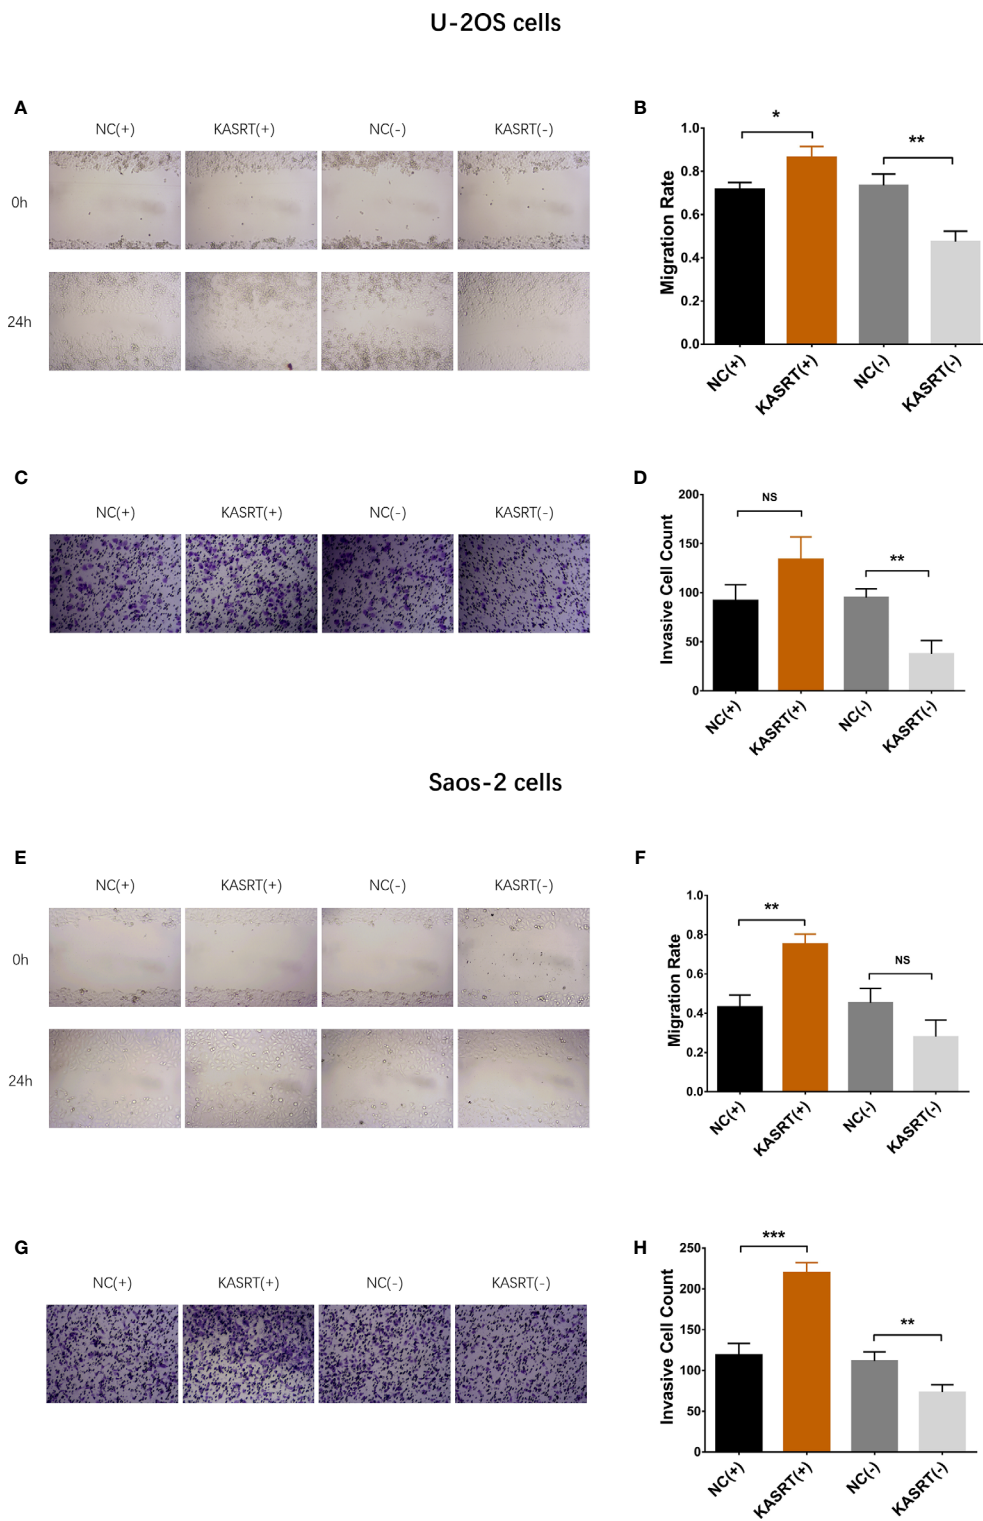 U-2OS cells
A
NC(+) KASRT(+) NC(-) KASRT(-)
0h
24h
B
Migration Rate
1.0
0.8
0.6
0.4
0.2
0.0
* **
NC(+) KASRT(+) NC(-) KASRT(-)
C
NC(+) KASRT(+) NC(-) KASRT(-)
D
Invasive Cell Count
200
150
100
50
0
NS **
NC(+) KASRT(+) NC(-) KASRT(-)
Saos-2 cells
E
NC(+) KASRT(+) NC(-) KASRT(-)
0h
24h
F
Migration Rate
1.0
0.8
0.6
0.4
0.2
0.0
** NS
NC(+) KASRT(+) NC(-) KASRT(-)
G
NC(+) KASRT(+) NC(-) KASRT(-)
H
Invasive Cell Count
250
200
150
100
50
0
*** **
NC(+) KASRT(+) NC(-) KASRT(-)